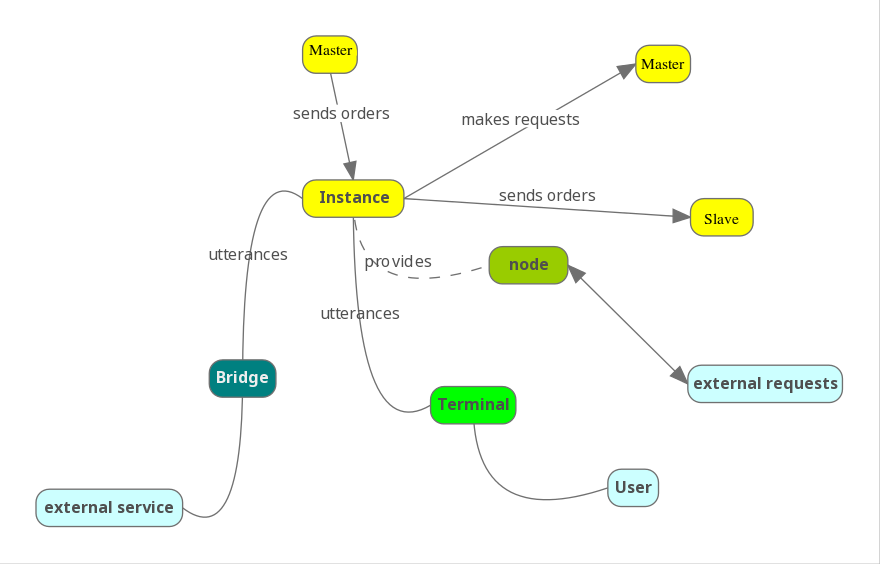 Master
Master
sends orders
makes requests
Instance
sends orders
Slave
utterances
provides
node
utterances
Bridge
external requests
Terminal
User
external service